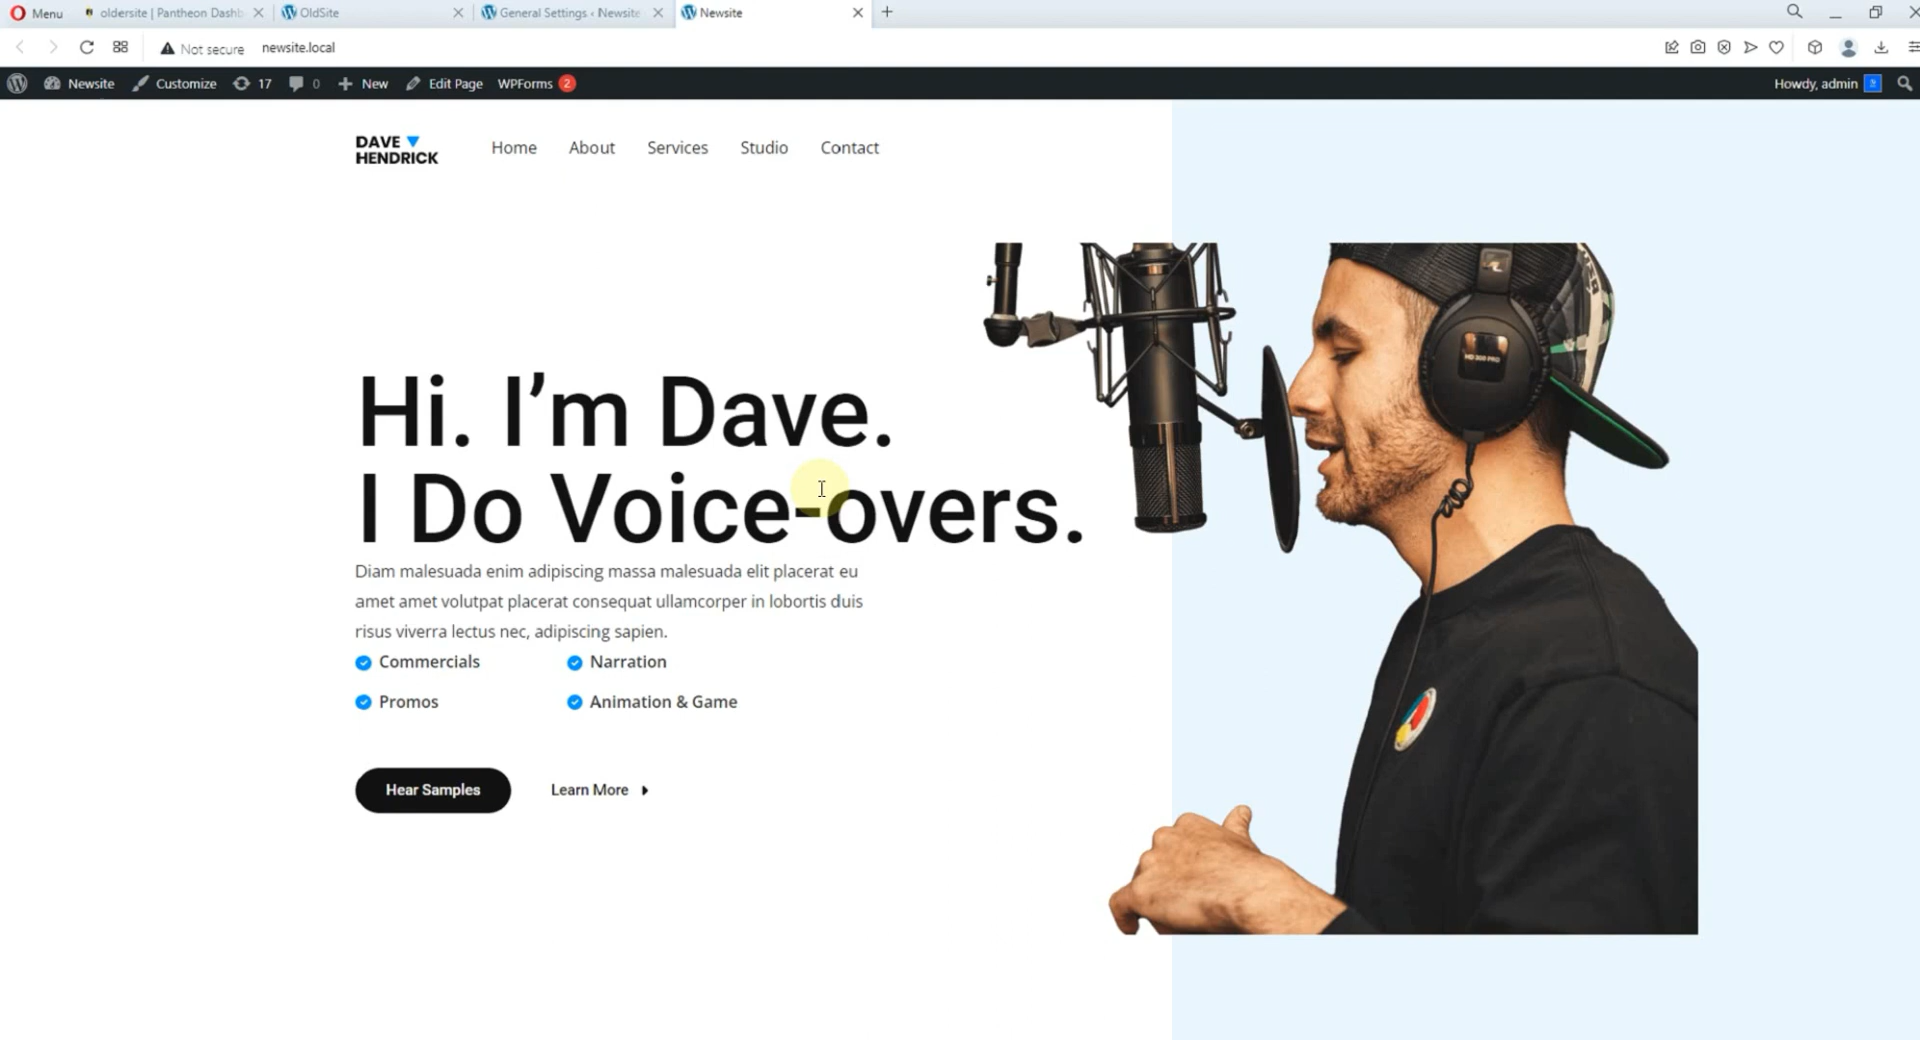 Menu
oldersite | Pantheon Dashb
OldSite
General Settings ‹ Newsite
Newsite
Not secure
newsite.local
Newsite
Customize
17
0
New
Edit Page
WPForms 2
Howdy, admin
DAVE
HENDRICK
Home
About
Services
Studio
Contact
Hi. I’m Dave.
I Do Voice-overs.
Diam malesuada enim adipiscing massa malesuada elit placerat eu
amet amet volutpat placerat consequat ullamcorper in lobortis duis
risus viverra lectus nec, adipiscing sapien.
Commercials
Narration
Promos
Animation & Game
Hear Samples
Learn More
HD 300 PRO